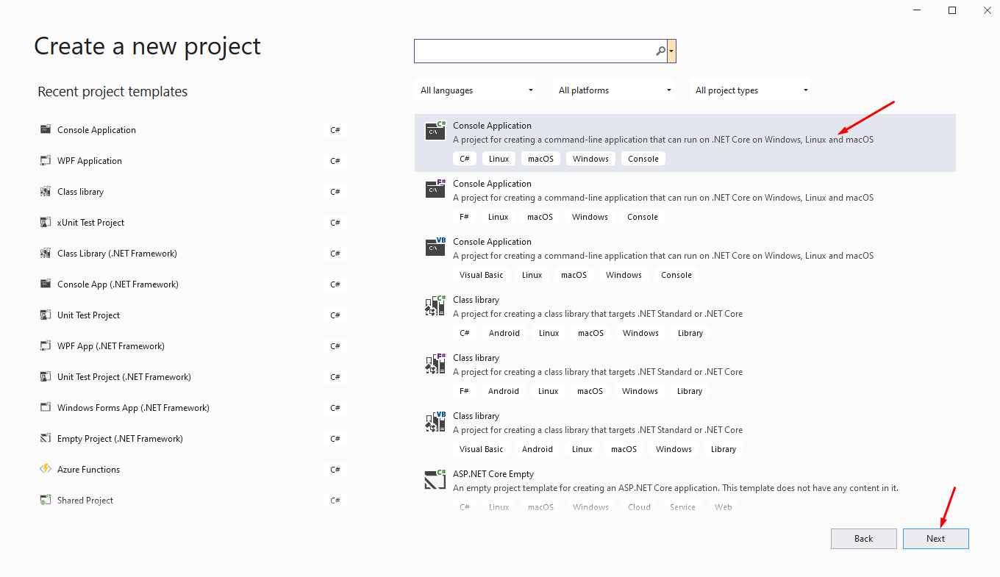 Create a new project
Recent project templates
Console Application C#
WPF Application C#
Class library C#
xUnit Test Project C#
Class Library (.NET Framework) C#
Console App (.NET Framework) C#
Unit Test Project C#
WPF App (.NET Framework) C#
Unit Test Project (.NET Framework) C#
Windows Forms App (.NET Framework) C#
Empty Project (.NET Framework) C#
Azure Functions C#
Shared Project C#
All languages All platforms All project types
C# Console Application
C:\ A project for creating a command-line application that can run on .NET Core on Windows, Linux and macOS
C# Linux macOS Windows Console
F# Console Application
C:\ A project for creating a command-line application that can run on .NET Core on Windows, Linux and macOS
F# Linux macOS Windows Console
VB Console Application
C:\ A project for creating a command-line application that can run on .NET Core on Windows, Linux and macOS
Visual Basic Linux macOS Windows Console
C# Class library
A project for creating a class library that targets .NET Standard or .NET Core
C# Android Linux macOS Windows Library
F# Class library
A project for creating a class library that targets .NET Standard or .NET Core
F# Android Linux macOS Windows Library
VB Class library
A project for creating a class library that targets .NET Standard or .NET Core
Visual Basic Android Linux macOS Windows Library
C# ASP.NET Core Empty
An empty project template for creating an ASP.NET Core application. This template does not have any content in it.
C# Linux macOS Windows Cloud Service Web
Back Next